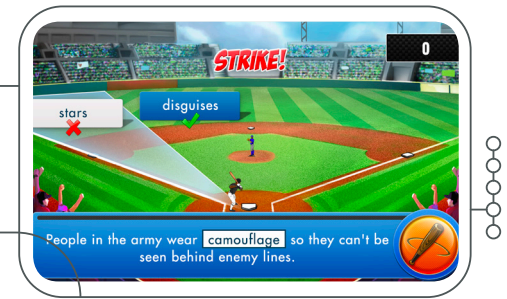 STRIKE!
0
stars
disguises
People in the army wear camouflage so they can't be
seen behind enemy lines.